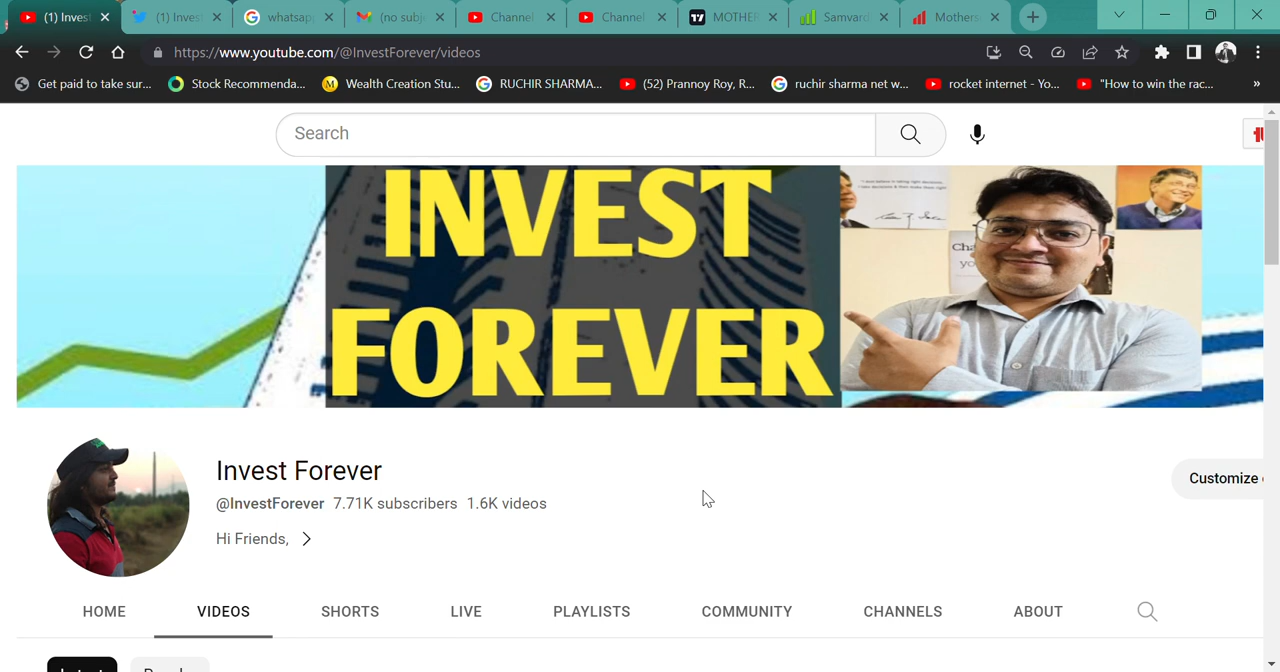 (1) Invest
(1) Invest
whatsapp
(no subje
Channel
Channel
MOTHER
Samvard
Mothers
https://www.youtube.com/@InvestForever/videos
Get paid to take sur...
Stock Recommenda...
Wealth Creation Stu...
RUCHIR SHARMA...
(52) Prannoy Roy, R...
ruchir sharma net w...
rocket internet - Yo...
"How to win the rac...
»
Search
INVEST
FOREVER
Invest Forever
@InvestForever 7.71K subscribers 1.6K videos
Customize
Hi Friends,
HOME
VIDEOS
SHORTS
LIVE
PLAYLISTS
COMMUNITY
CHANNELS
ABOUT